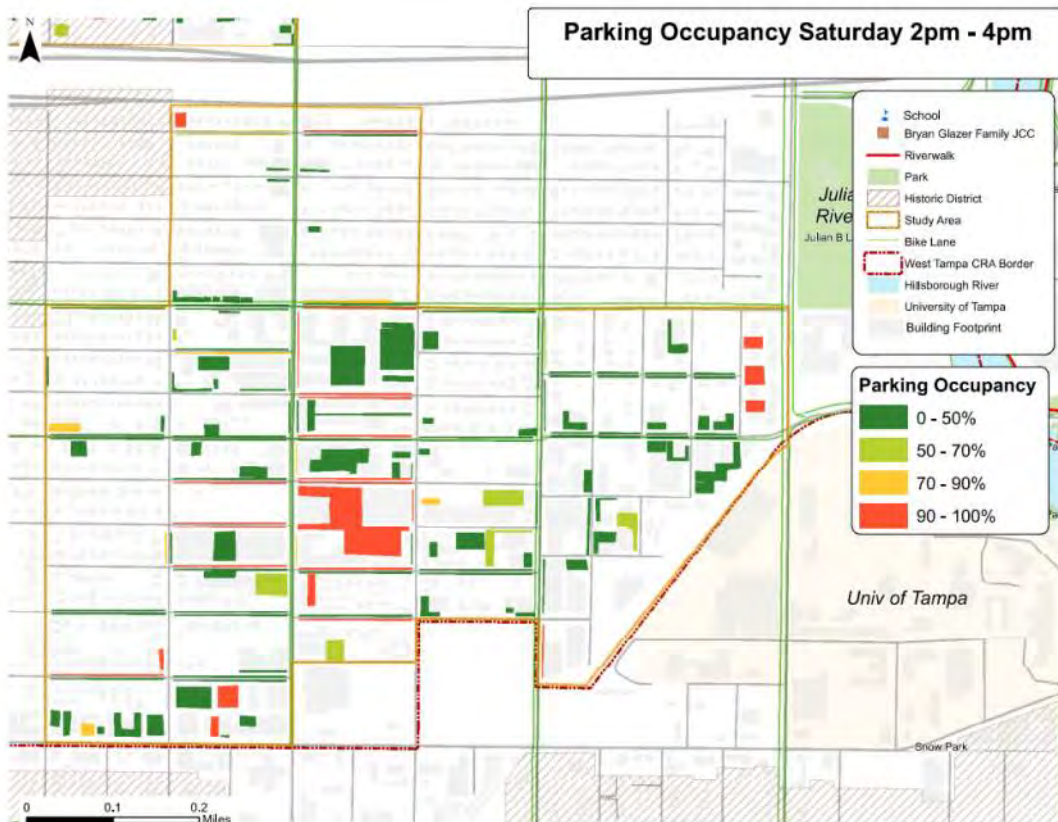 N
Parking Occupancy Saturday 2pm - 4pm
School
Bryan Glazer Family JCC
Riverwalk
Park
Historic District
Study Area
Bike Lane
West Tampa CRA Border
Hillsborough River
University of Tampa
Building Footprint
Julia
River
Julian B L
Parking Occupancy
0 - 50%
50 - 70%
70 - 90%
90 - 100%
Univ of Tampa
Snow Park
0 0.1 0.2
Miles